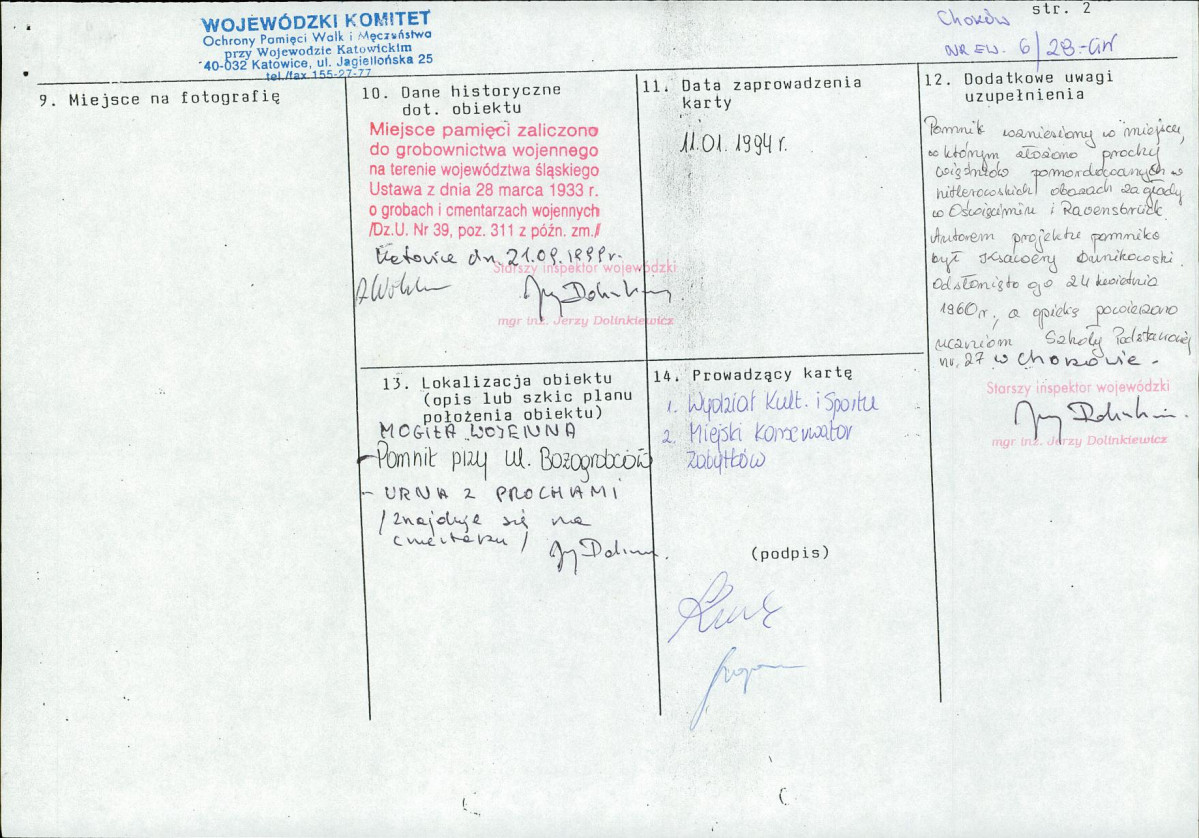 WOJEWÓDZKI KOMITET
Ochrony Pamięci Walk i Męczeństwa
przy Wojewodzie Katowickim
40-032 Katowice, ul. Jagiellońska 25
tel./fax 155-27-77
str. 2
Chorzów
NR EW. 6/28-GW
9. Miejsce na fotografię
10. Dane historyczne
dot. obiektu
Miejsce pamięci zaliczono
do grobownictwa wojennego
na terenie województwa śląskiego
Ustawa z dnia 28 marca 1933 r.
o grobach i cmentarzach wojennych
/Dz.U. Nr 39, poz. 311 z późn. zm./
Katowice dn. 21.09.1999r.
Starszy inspektor wojewódzki
mgr inż. Jerzy Dolinkiewicz
11. Data zaprowadzenia
karty
11.01.1994 r.
12. Dodatkowe uwagi
uzupełnienia
Pomnik wzniesiony w miejscu,
w którym złożono prochy
więźniów pomordowanych w
hitlerowskich obozach zagłady
w Oświęcimiu i Ravensbrück.
Autorem projektu pomnika
był Ksawery Dunikowski.
Odsłonięto go 24 kwietnia
1960 r., a opiekę powierzono
uczniom Szkoły Podstawowej
nr. 27 w Chorzowie.
Starszy inspektor wojewódzki
mgr inż. Jerzy Dolinkiewicz
13. Lokalizacja obiektu
(opis lub szkic planu
położenia obiektu)
MOGIŁA WOJENNA
- Pomnik przy ul. Bożogrobców
- URNA Z PROCHAMI
/znajduje się na
cmentarzu/
14. Prowadzący kartę
1. Wydział Kult. i Sportu
2. Miejski Konserwator
Zabytków
(podpis)